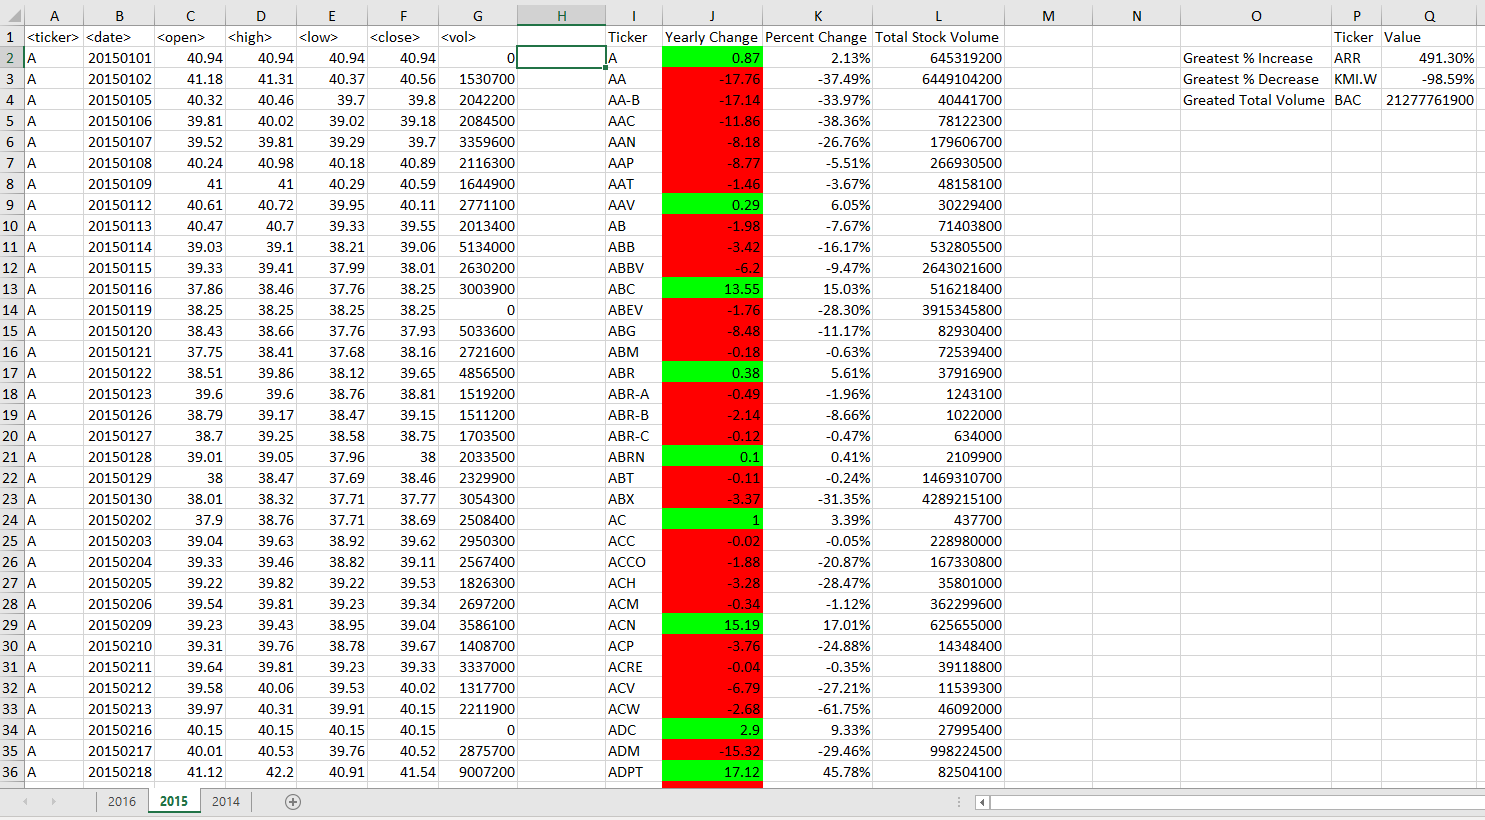 A B C D E F G H I J K L M N O P Q
1 <ticker> <date> <open> <high> <low> <close> <vol> Ticker Yearly Change Percent Change Total Stock Volume Ticker Value
2 A 20150101 40.94 40.94 40.94 40.94 0 A 0.87 2.13% 645319200 Greatest % Increase ARR 491.30%
3 A 20150102 41.18 41.31 40.37 40.56 1530700 AA -17.76 -37.49% 6449104200 Greatest % Decrease KMI.W -98.59%
4 A 20150105 40.32 40.46 39.7 39.8 2042200 AA-B -17.14 -33.97% 40441700 Greated Total Volume BAC 21277761900
5 A 20150106 39.81 40.02 39.02 39.18 2084500 AAC -11.86 -38.36% 78122300
6 A 20150107 39.52 39.81 39.29 39.7 3359600 AAN -8.18 -26.76% 179606700
7 A 20150108 40.24 40.98 40.18 40.89 2116300 AAP -8.77 -5.51% 266930500
8 A 20150109 41 41 40.29 40.59 1644900 AAT -1.46 -3.67% 48158100
9 A 20150112 40.61 40.72 39.95 40.11 2771100 AAV 0.29 6.05% 30229400
10 A 20150113 40.47 40.7 39.33 39.55 2013400 AB -1.98 -7.67% 71403800
11 A 20150114 39.03 39.1 38.21 39.06 5134000 ABB -3.42 -16.17% 532805500
12 A 20150115 39.33 39.41 37.99 38.01 2630200 ABBV -6.2 -9.47% 2643021600
13 A 20150116 37.86 38.46 37.76 38.25 3003900 ABC 13.55 15.03% 516218400
14 A 20150119 38.25 38.25 38.25 38.25 0 ABEV -1.76 -28.30% 3915345800
15 A 20150120 38.43 38.66 37.76 37.93 5033600 ABG -8.48 -11.17% 82930400
16 A 20150121 37.75 38.41 37.68 38.16 2721600 ABM -0.18 -0.63% 72539400
17 A 20150122 38.51 39.86 38.12 39.65 4856500 ABR 0.38 5.61% 37916900
18 A 20150123 39.6 39.6 38.76 38.81 1519200 ABR-A -0.49 -1.96% 1243100
19 A 20150126 38.79 39.17 38.47 39.15 1511200 ABR-B -2.14 -8.66% 1022000
20 A 20150127 38.7 39.25 38.58 38.75 1703500 ABR-C -0.12 -0.47% 634000
21 A 20150128 39.01 39.05 37.96 38 2033500 ABRN 0.1 0.41% 2109900
22 A 20150129 38 38.47 37.69 38.46 2329900 ABT -0.11 -0.24% 1469310700
23 A 20150130 38.01 38.32 37.71 37.77 3054300 ABX -3.37 -31.35% 4289215100
24 A 20150202 37.9 38.76 37.71 38.69 2508400 AC 1 3.39% 437700
25 A 20150203 39.04 39.63 38.92 39.62 2950300 ACC -0.02 -0.05% 228980000
26 A 20150204 39.33 39.46 38.82 39.11 2567400 ACCO -1.88 -20.87% 167330800
27 A 20150205 39.22 39.82 39.22 39.53 1826300 ACH -3.28 -28.47% 35801000
28 A 20150206 39.54 39.81 39.23 39.34 2697200 ACM -0.34 -1.12% 362299600
29 A 20150209 39.23 39.43 38.95 39.04 3586100 ACN 15.19 17.01% 625655000
30 A 20150210 39.31 39.76 38.78 39.67 1408700 ACP -3.76 -24.88% 14348400
31 A 20150211 39.64 39.81 39.23 39.33 3337000 ACRE -0.04 -0.35% 39118800
32 A 20150212 39.58 40.06 39.53 40.02 1317700 ACV -6.79 -27.21% 11539300
33 A 20150213 39.97 40.31 39.91 40.15 2211900 ACW -2.68 -61.75% 46092000
34 A 20150216 40.15 40.15 40.15 40.15 0 ADC 2.9 9.33% 27995400
35 A 20150217 40.01 40.53 39.76 40.52 2875700 ADM -15.32 -29.46% 998224500
36 A 20150218 41.12 42.2 40.91 41.54 9007200 ADPT 17.12 45.78% 82504100
2016 2015 2014